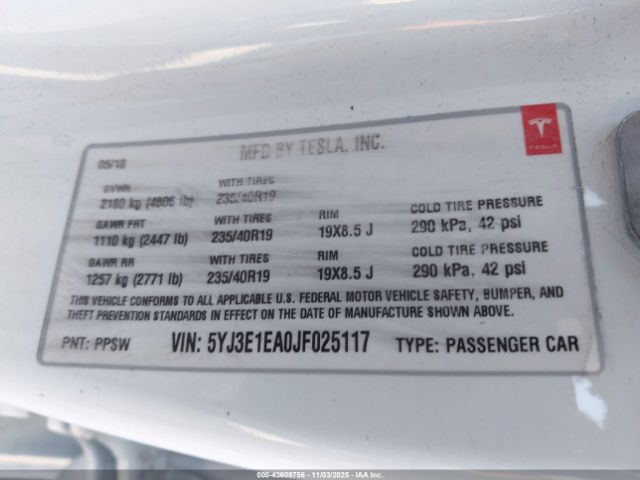 MFD BY TESLA, INC.
TESLA
05/18
GVWR WITH TIRES
2180 kg (4806 lb) 235/40R19
GAWR FRT WITH TIRES RIM COLD TIRE PRESSURE
1110 kg (2447 lb) 235/40R19 19X8.5 J 290 kPa, 42 psi
GAWR RR WITH TIRES RIM COLD TIRE PRESSURE
1257 kg (2771 lb) 235/40R19 19X8.5 J 290 kPa, 42 psi
THIS VEHICLE CONFORMS TO ALL APPLICABLE U.S. FEDERAL MOTOR VEHICLE SAFETY, BUMPER, AND
THEFT PREVENTION STANDARDS IN EFFECT ON THE DATE OF MANUFACTURE SHOWN ABOVE.
PNT: PPSW VIN: 5YJ3E1EA0JF025117 TYPE: PASSENGER CAR
000-43608756 - 11/03/2025 - IAA, Inc.